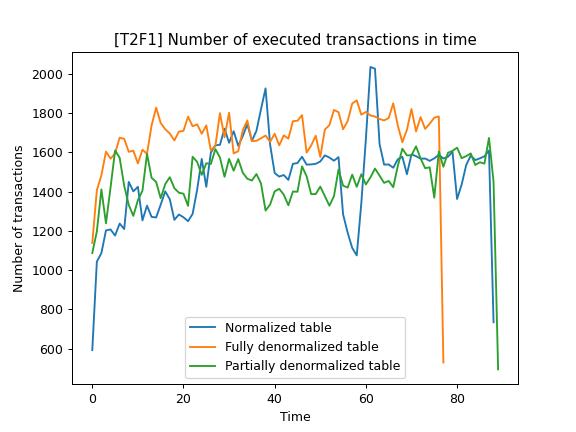 [T2F1] Number of executed transactions in time
Number of transactions
2000
1800
1600
1400
1200
1000
800
600
Normalized table
Fully denormalized table
Partially denormalized table
0 20 40 60 80
Time